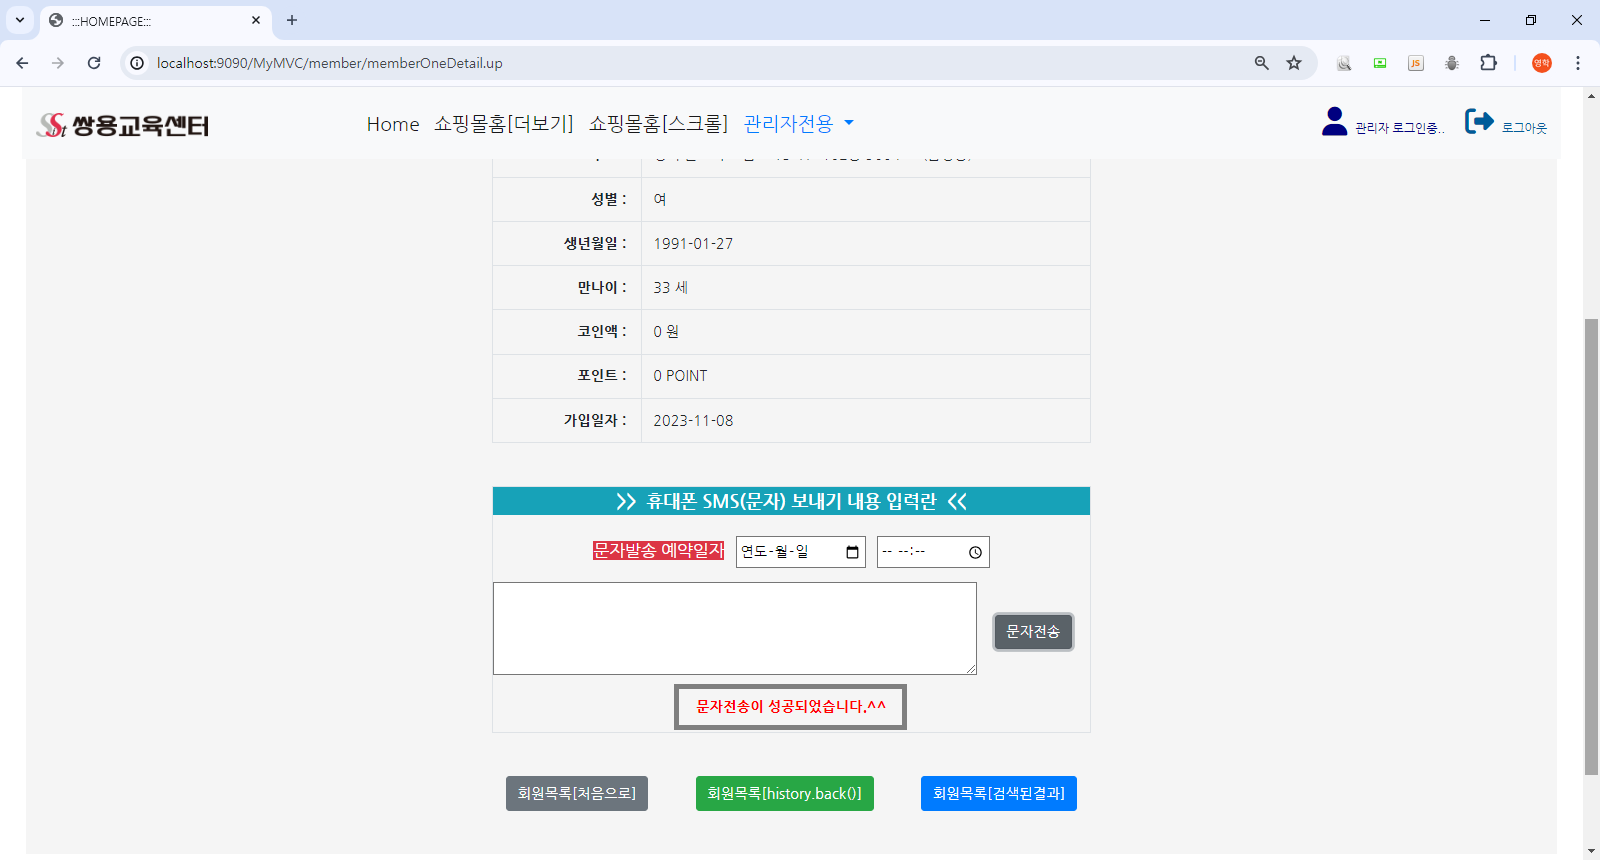 :::HOMEPAGE:::
localhost:9090/MyMVC/member/memberOneDetail.up
JS
영학
SSt 쌍용교육센터
Home 쇼핑몰홈[더보기] 쇼핑몰홈[스크롤] 관리자전용
관리자 로그인중..
로그아웃
성별 : 여
생년월일 : 1991-01-27
만나이 : 33 세
코인액 : 0 원
포인트 : 0 POINT
가입일자 : 2023-11-08
>> 휴대폰 SMS(문자) 보내기 내용 입력란 <<
문자발송 예약일자 연도-월-일 -- --:--
문자전송
문자전송이 성공되었습니다.^^
회원목록[처음으로] 회원목록[history.back()] 회원목록[검색된결과]